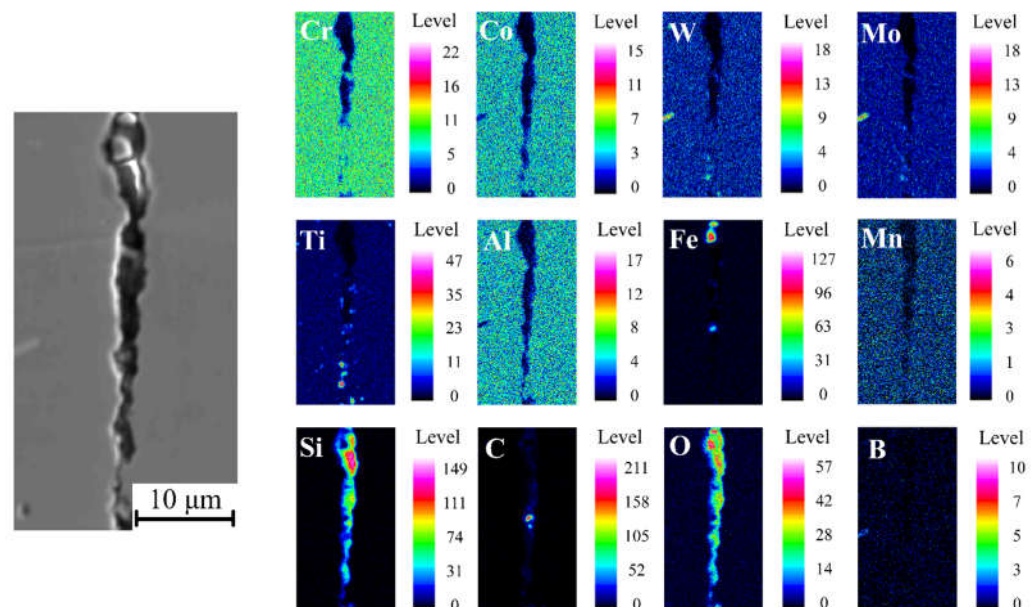 Cr Level 22 16 11 5 0
Co Level 15 11 7 3 0
W Level 18 13 9 4 0
Mo Level 18 13 9 4 0
10 μm
Ti Level 47 35 23 11 0
Al Level 17 12 8 4 0
Fe Level 127 96 63 31 0
Mn Level 6 4 3 1 0
Si Level 149 111 74 31 0
C Level 211 158 105 52 0
O Level 57 42 28 14 0
B Level 10 7 5 3 0